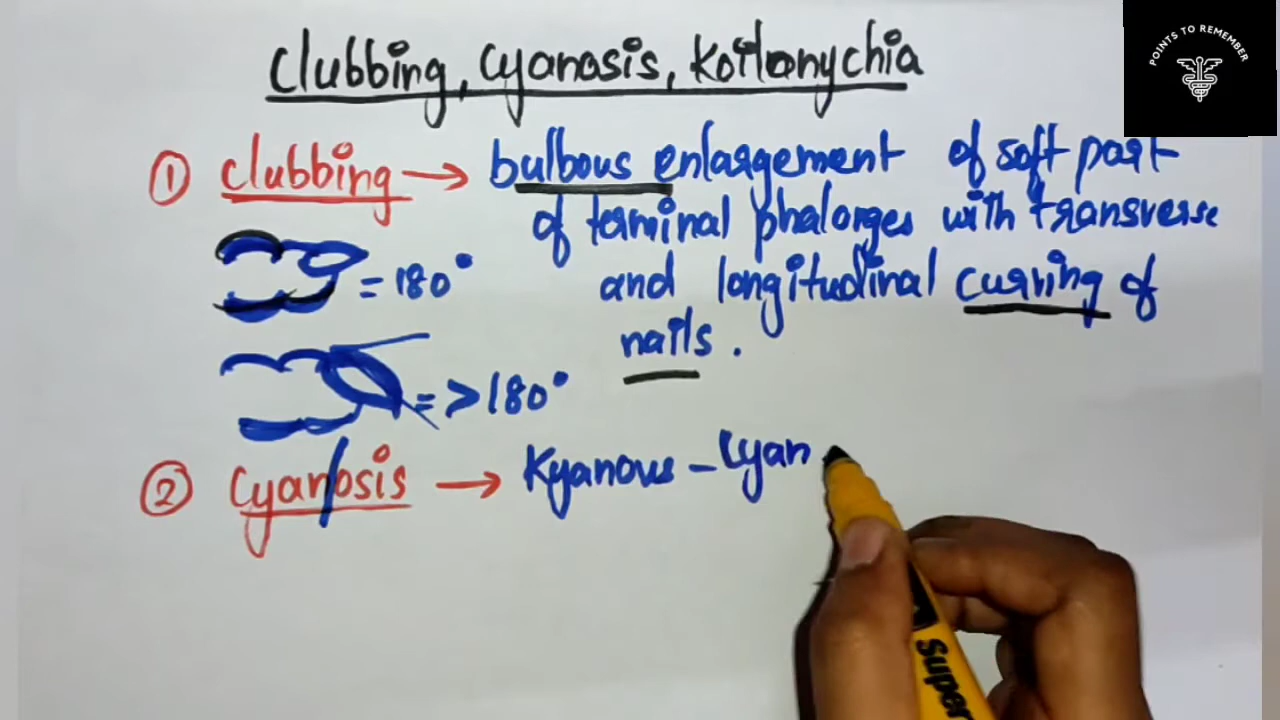 Clubbing, Cyanosis, Koilonychia
POINTS TO REMEMBER
① Clubbing → bulbous enlargement of soft part
of terminal phalanges with transverse
= 180°
and longitudinal curving of
nails.
= > 180°
② Cyanosis → Kyanous - Cyan
Super